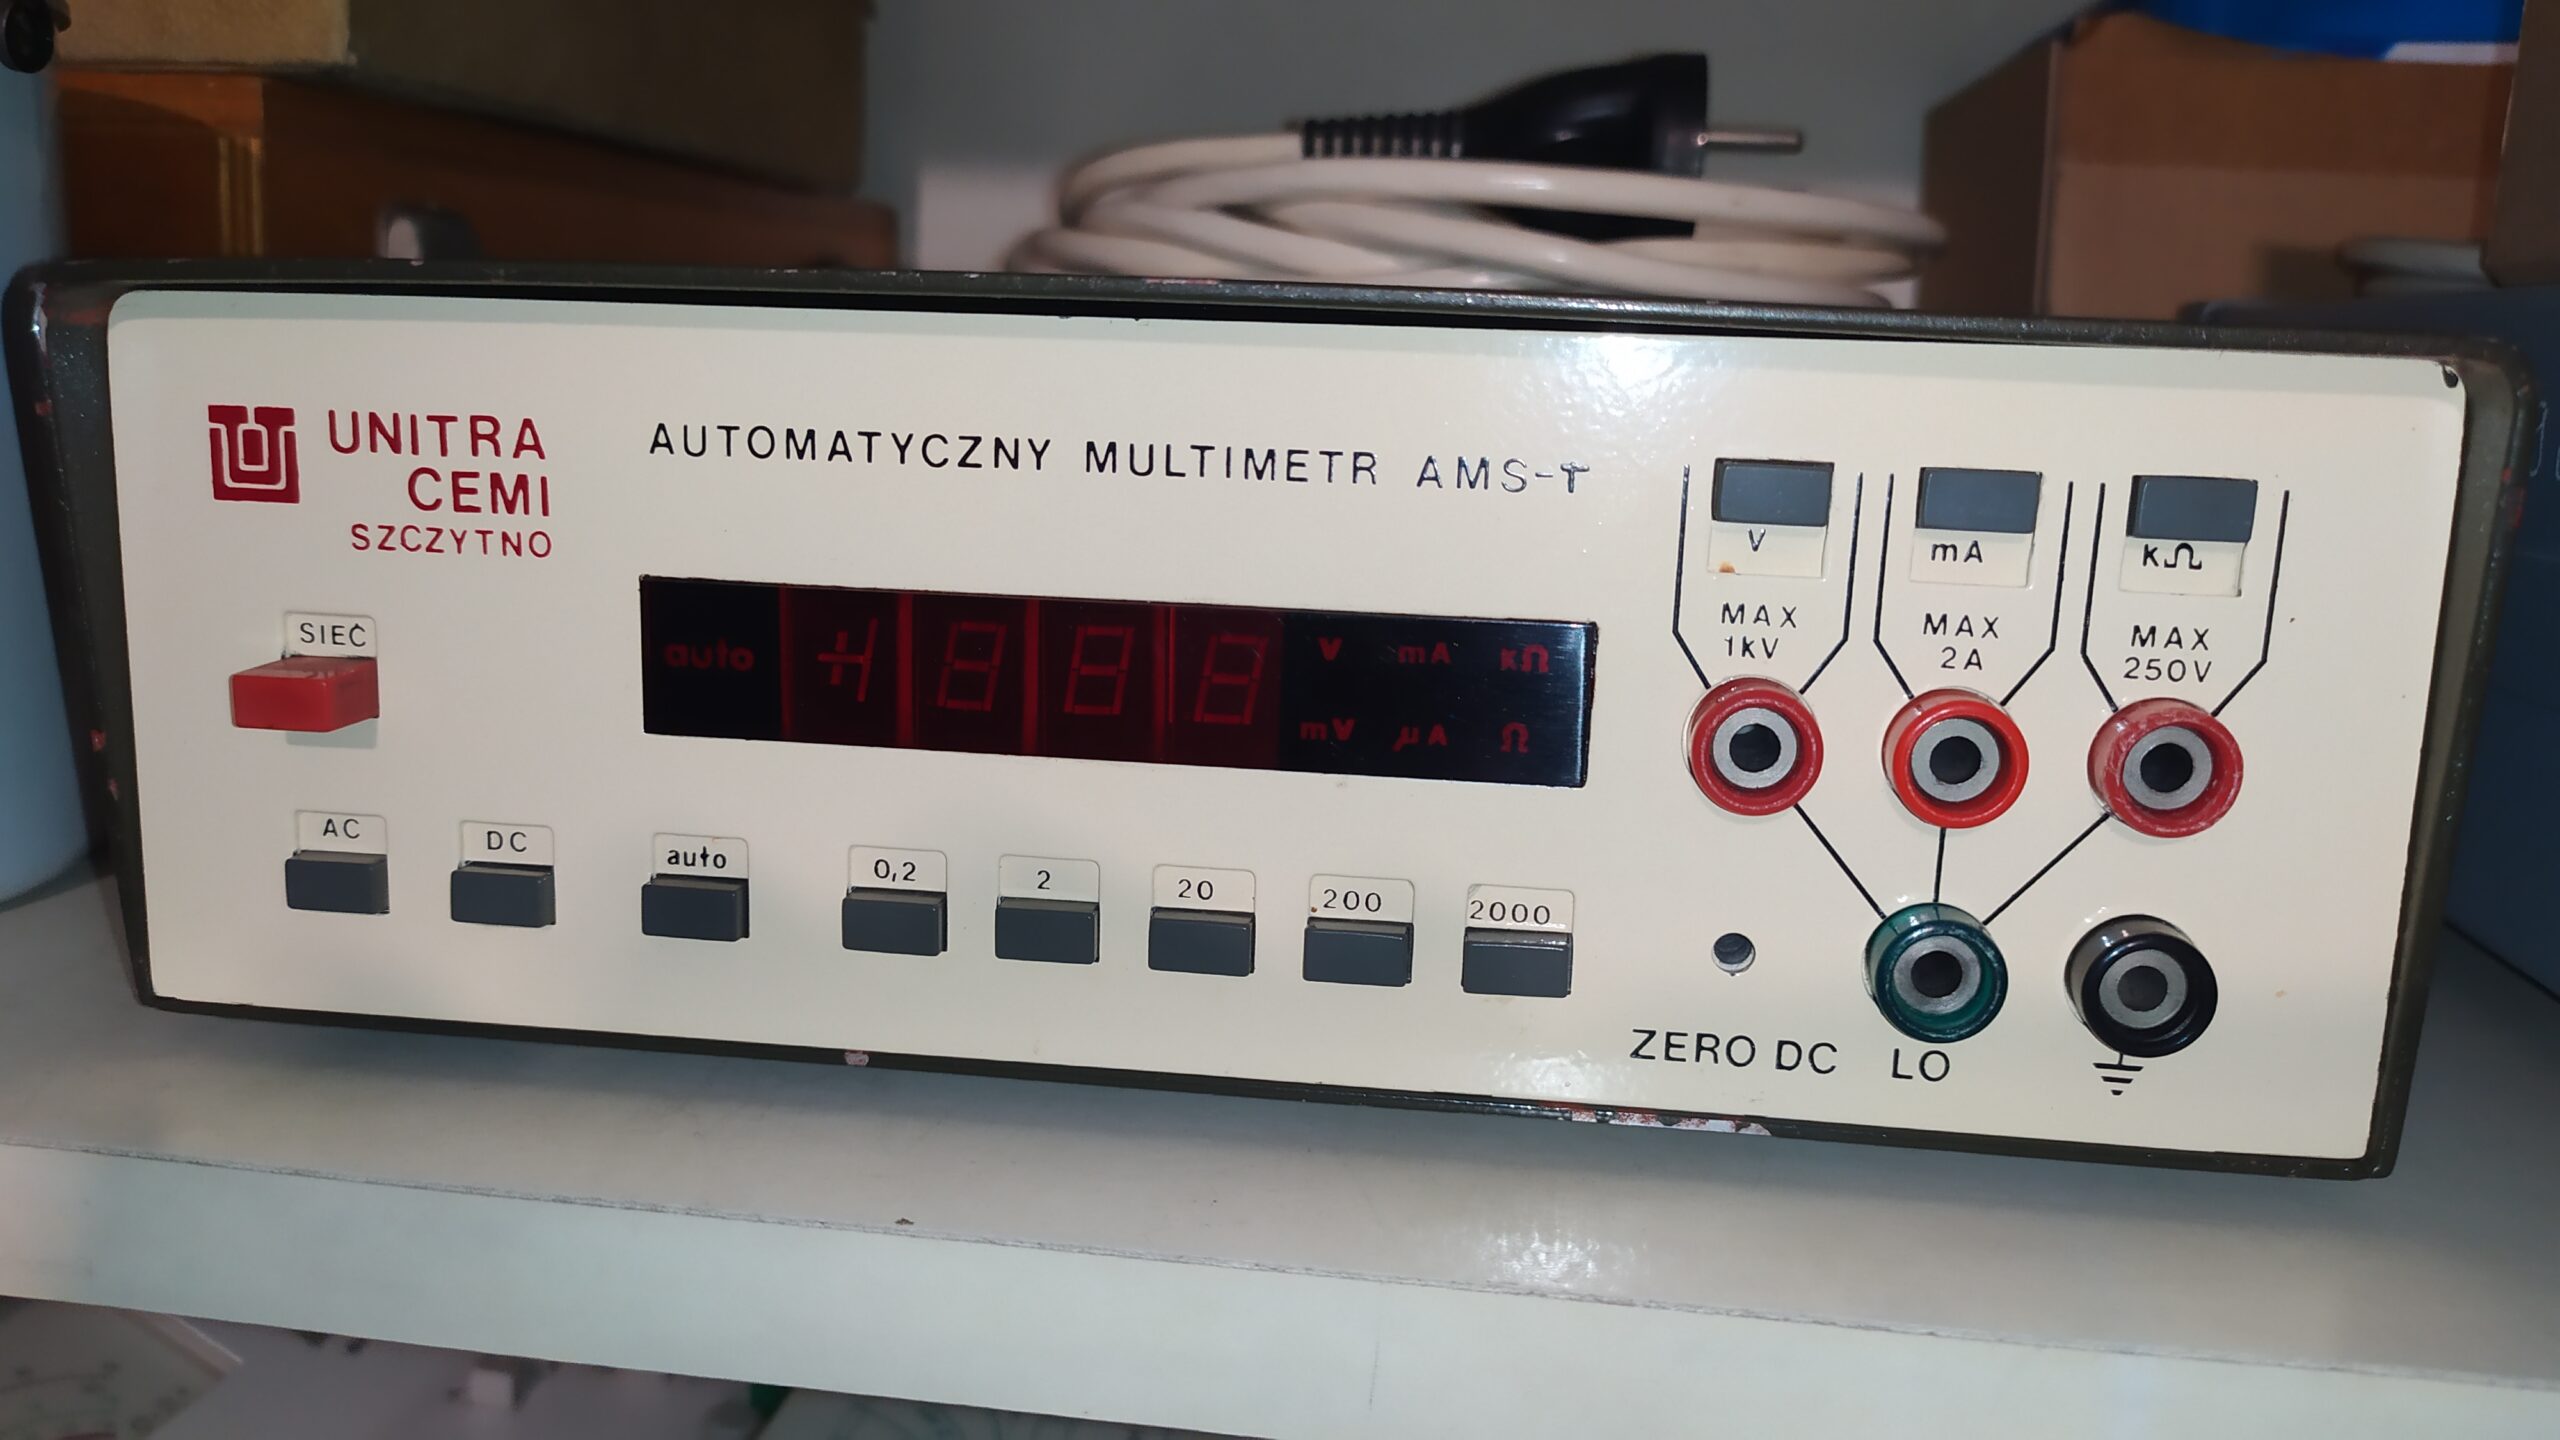 UNITRA
CEMI
SZCZYTNO
AUTOMATYCZNY MULTIMETR AMS-T
SIEĆ
auto
V mA kΩ
mV μA Ω
V
mA
KΩ
MAX
1kV
MAX
2A
MAX
250V
AC
DC
auto
0,2
2
20
200
2000
ZERO DC
LO